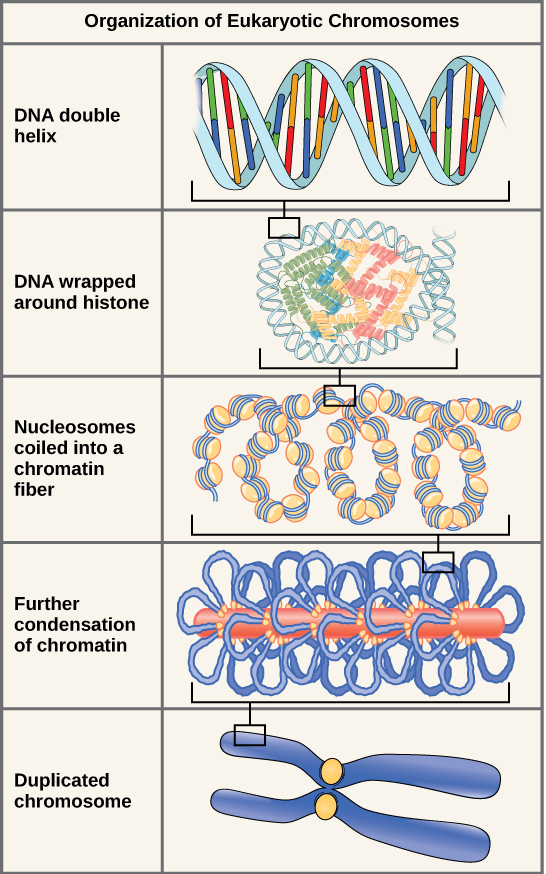 Organization of Eukaryotic Chromosomes
DNA double
helix
DNA wrapped
around histone
Nucleosomes
coiled into a
chromatin
fiber
Further
condensation
of chromatin
Duplicated
chromosome